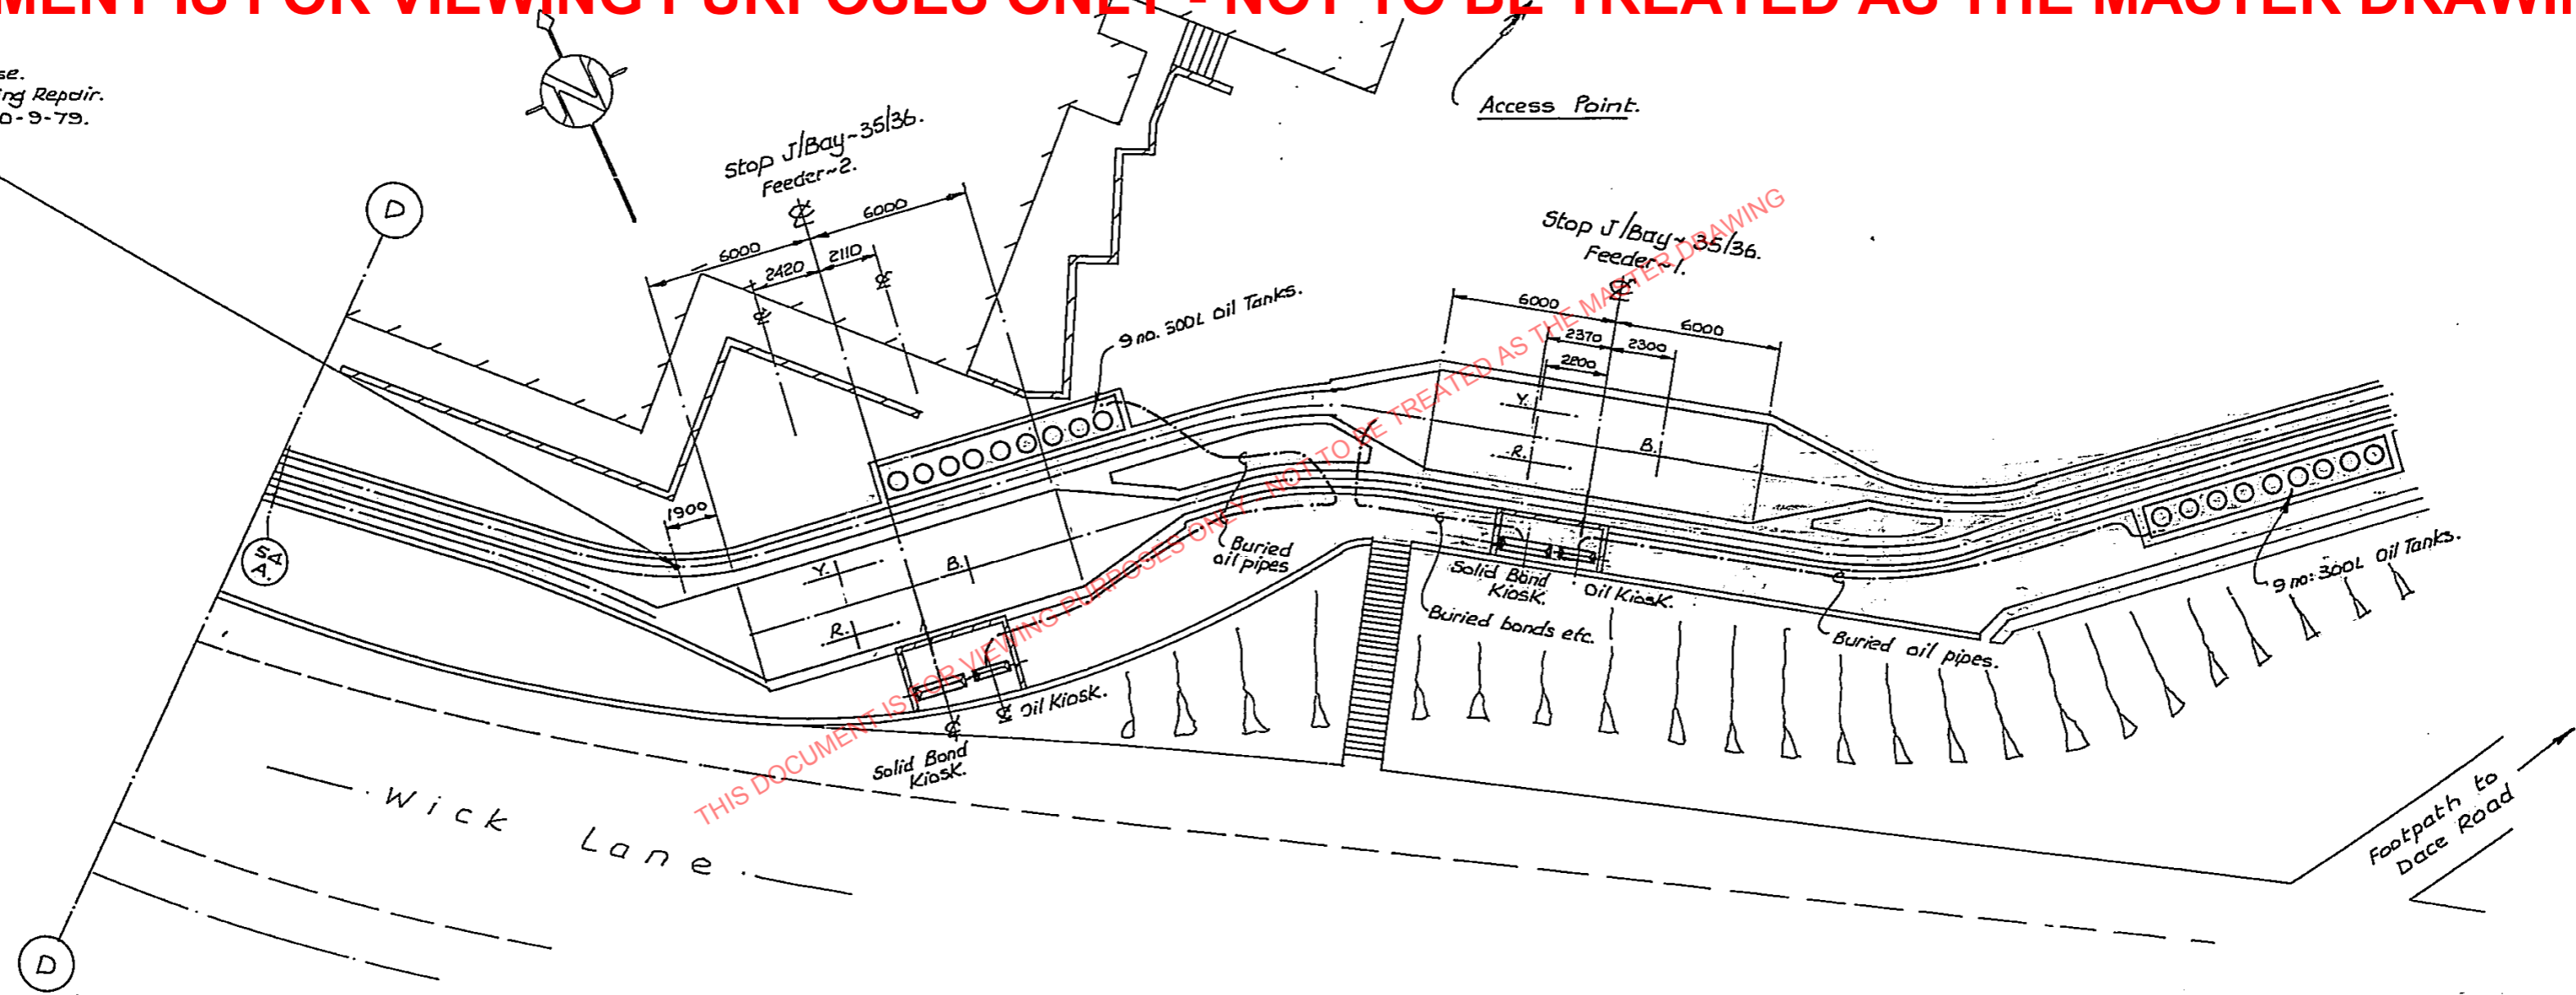 MENT IS FOR VIEWING PURPOSES ONLY - NOT TO BE TREATED AS THE MASTER DRAWI
se.
ing Repair.
0-9-79.
N
Access Point.
D
Stop J/Bay~35/36.
Feeder~2.
6000
6000
2420
2110
9 no. 300L Oil Tanks.
Stop J/Bay~35/36.
Feeder~1.
6000
6000
2370
2300
2800
Y.
R.
B.
1900
54
A.
Y.
B.
R.
Buried
oil pipes
Solid Bond
Kiosk.
Oil Kiosk.
Buried bonds etc.
Buried oil pipes.
9 no: 300L Oil Tanks.
Oil Kiosk.
Solid Bond
Kiosk.
Wick Lane.
Footpath to
Dace Road
D
THIS DOCUMENT IS FOR VIEWING PURPOSES ONLY - NOT TO BE TREATED AS THE MASTER DRAWING